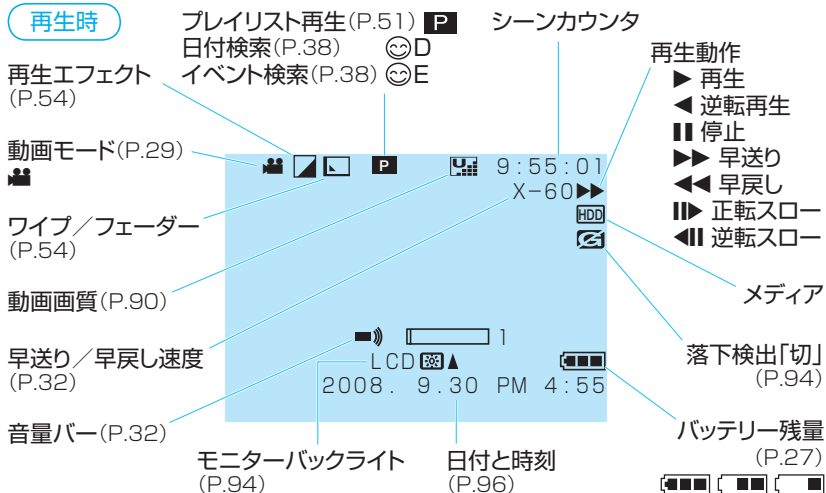 再生時
プレイリスト再生(P.51) P
日付検索(P.38) D
イベント検索(P.38) E
シーンカウンタ
再生エフェクト
(P.54)
動画モード(P.29)
ワイプ／フェーダー
(P.54)
動画画質(P.90)
早送り／早戻し速度
(P.32)
音量バー(P.32)
P 9:55:01
X-60▶▶
HDD
1
LCD ▲
2008. 9.30 PM 4:55
再生動作
▶ 再生
◀ 逆転再生
❚❚ 停止
▶▶ 早送り
◀◀ 早戻し
❚❚▶ 正転スロー
◀❚❚ 逆転スロー
メディア
落下検出「切」
(P.94)
バッテリー残量
(P.27)
モニターバックライト
(P.94)
日付と時刻
(P.96)